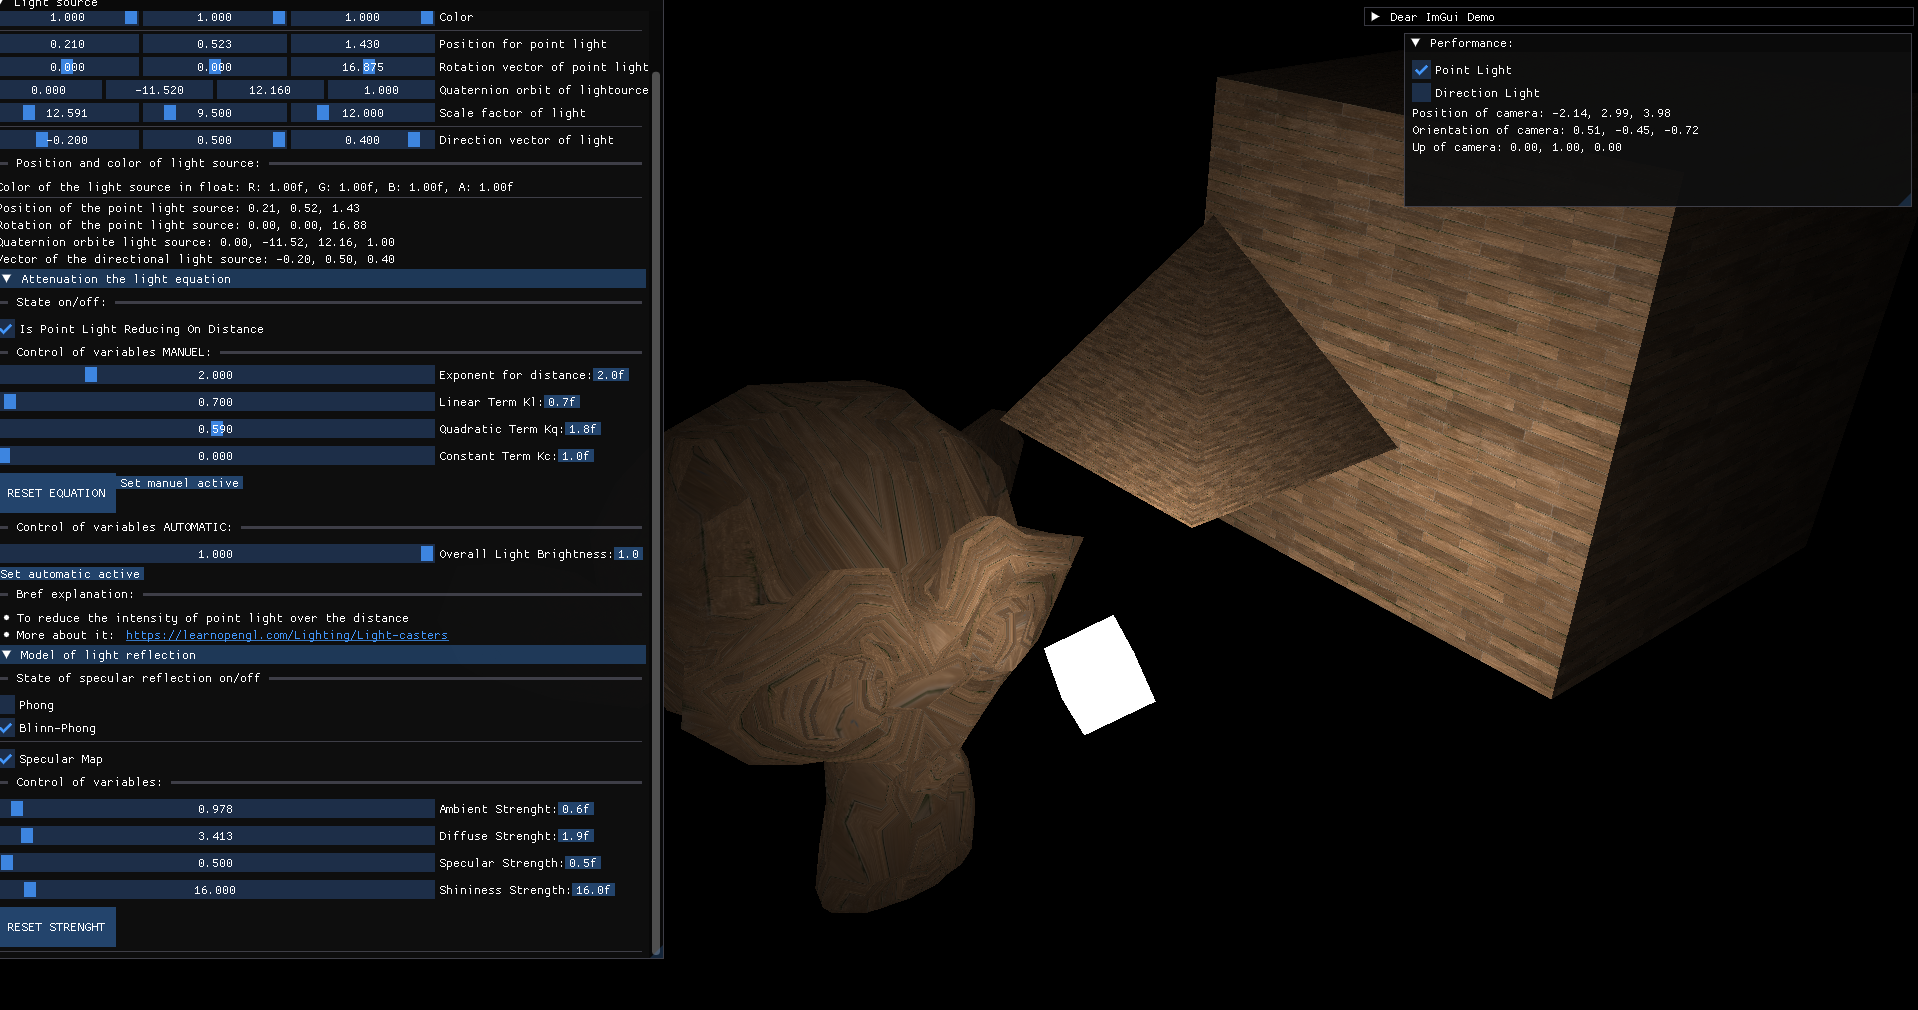 Light source
1.000 1.000 1.000 Color
0.210 0.523 1.430 Position for point light
0.000 0.000 16.875 Rotation vector of point light
0.000 -11.520 12.160 1.000 Quaternion orbit of lightource
12.591 9.500 12.000 Scale factor of light
-0.200 0.500 0.400 Direction vector of light
Position and color of light source:
Color of the light source in float: R: 1.00f, G: 1.00f, B: 1.00f, A: 1.00f
Position of the point light source: 0.21, 0.52, 1.43
Rotation of the point light source: 0.00, 0.00, 16.88
Quaternion orbite light source: 0.00, -11.52, 12.16, 1.00
Vector of the directional light source: -0.20, 0.50, 0.40
Attenuation the light equation
State on/off:
Is Point Light Reducing On Distance
Control of variables MANUEL:
2.000 Exponent for distance: 2.0f
0.700 Linear Term Kl: 0.7f
0.590 Quadratic Term Kq: 1.8f
0.000 Constant Term Kc: 1.0f
RESET EQUATION Set manuel active
Control of variables AUTOMATIC:
1.000 Overall Light Brightness: 1.0
Set automatic active
Bref explanation:
• To reduce the intensity of point light over the distance
• More about it: https://learnopengl.com/Lighting/Light-casters
Model of light reflection
State of specular reflection on/off
Phong
Blinn-Phong
Specular Map
Control of variables:
0.978 Ambient Strenght: 0.6f
3.413 Diffuse Strenght: 1.9f
0.500 Specular Strength: 0.5f
16.000 Shininess Strength: 16.0f
RESET STRENGHT
Dear ImGui Demo
Performance:
Point Light
Direction Light
Position of camera: -2.14, 2.99, 3.98
Orientation of camera: 0.51, -0.45, -0.72
Up of camera: 0.00, 1.00, 0.00